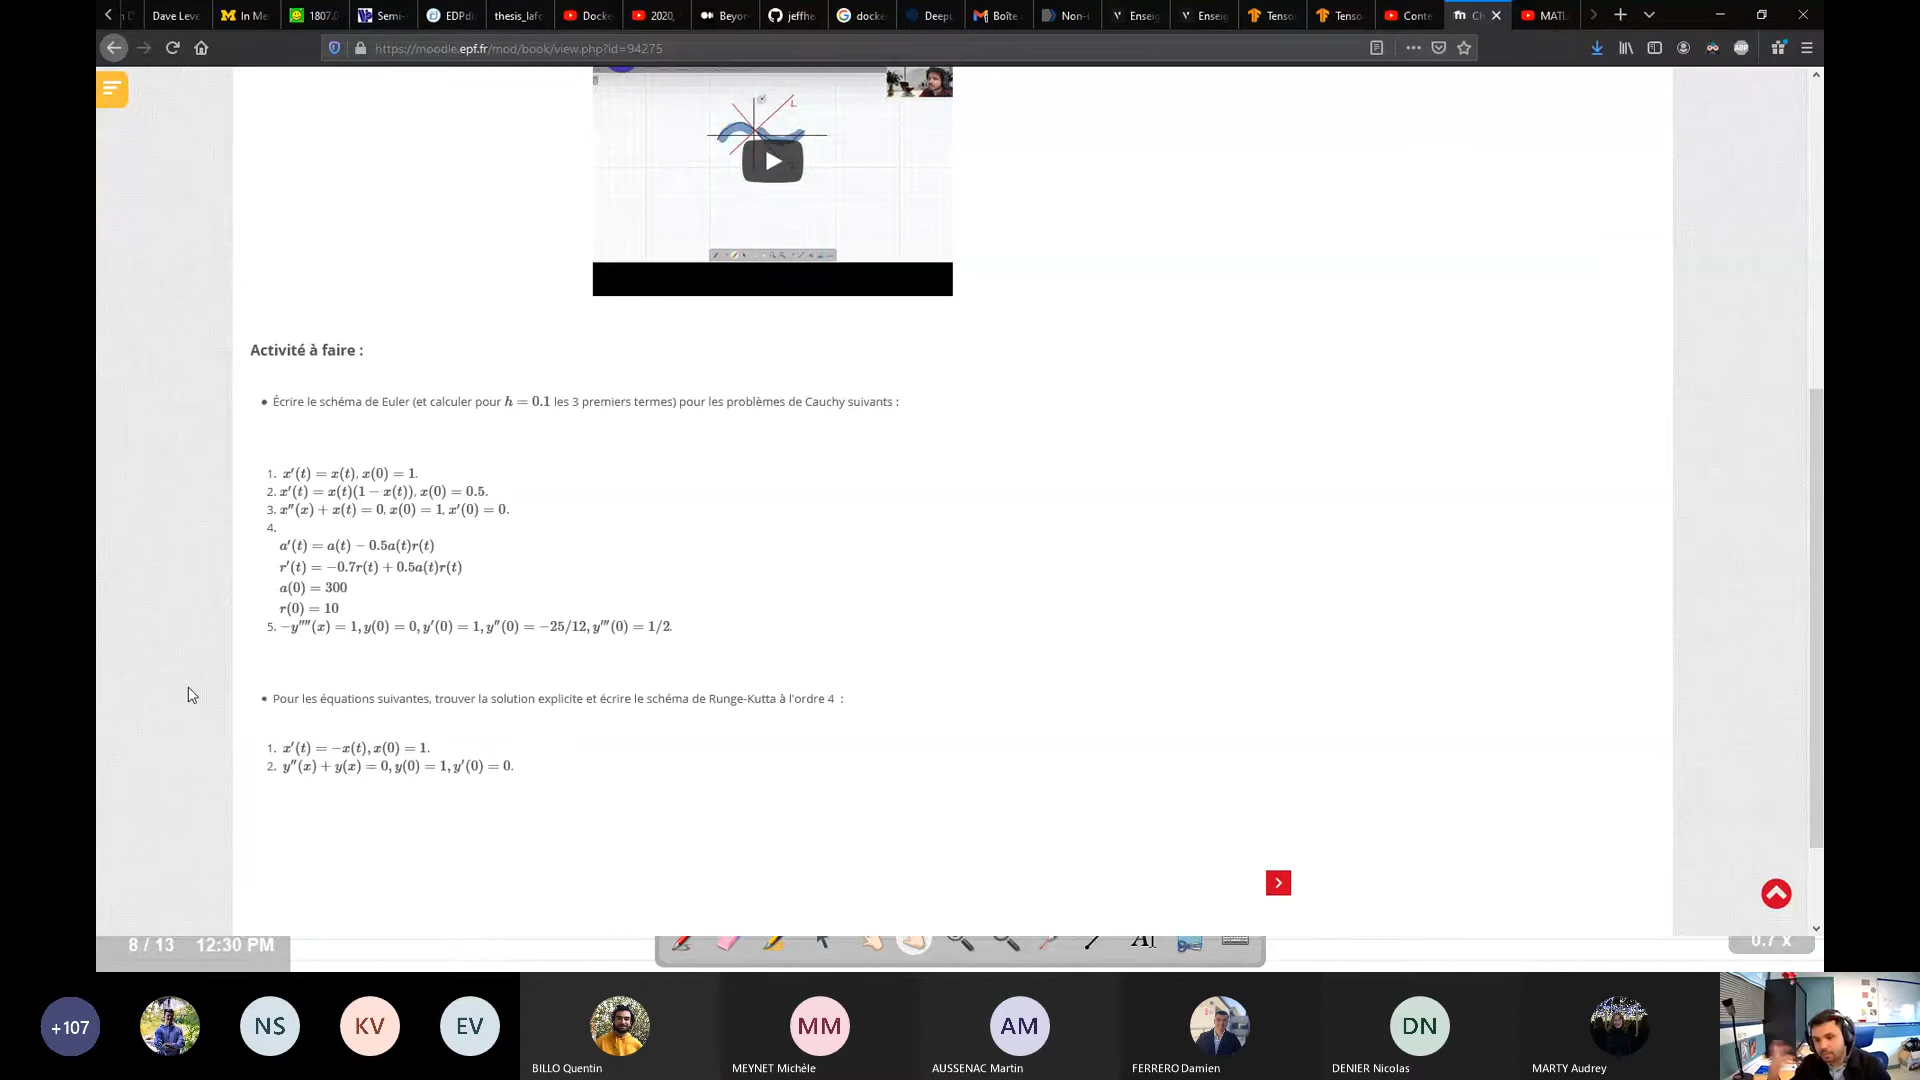 Dave Leve
In Me
1807.0
Semi-
EDPdi
thesis_lafo
Docke
2020,
Beyor
jeffhe
docke
DeepL
Boîte
Non-
Enseig
Enseig
Tenso
Tenso
Conte
Ch
MATL
https://moodle.epf.fr/mod/book/view.php?id=94275
Activité à faire :
Écrire le schéma de Euler (et calculer pour h = 0.1 les 3 premiers termes) pour les problèmes de Cauchy suivants :
1. x′(t) = x(t), x(0) = 1.
2. x′(t) = x(t)(1 − x(t)), x(0) = 0.5.
3. x″(x) + x(t) = 0, x(0) = 1, x′(0) = 0.
4.
a′(t) = a(t) − 0.5a(t)r(t)
r′(t) = −0.7r(t) + 0.5a(t)r(t)
a(0) = 300
r(0) = 10
5. −y′′′′(x) = 1, y(0) = 0, y′(0) = 1, y″(0) = −25/12, y‴(0) = 1/2.
Pour les équations suivantes, trouver la solution explicite et écrire le schéma de Runge-Kutta à l'ordre 4 :
1. x′(t) = −x(t), x(0) = 1.
2. y″(x) + y(x) = 0, y(0) = 1, y′(0) = 0.
8 / 13 12:30 PM
0.7 x
+107
NS
KV
EV
MM
AM
DN
BILLO Quentin
MEYNET Michèle
AUSSENAC Martin
FERRERO Damien
DENIER Nicolas
MARTY Audrey